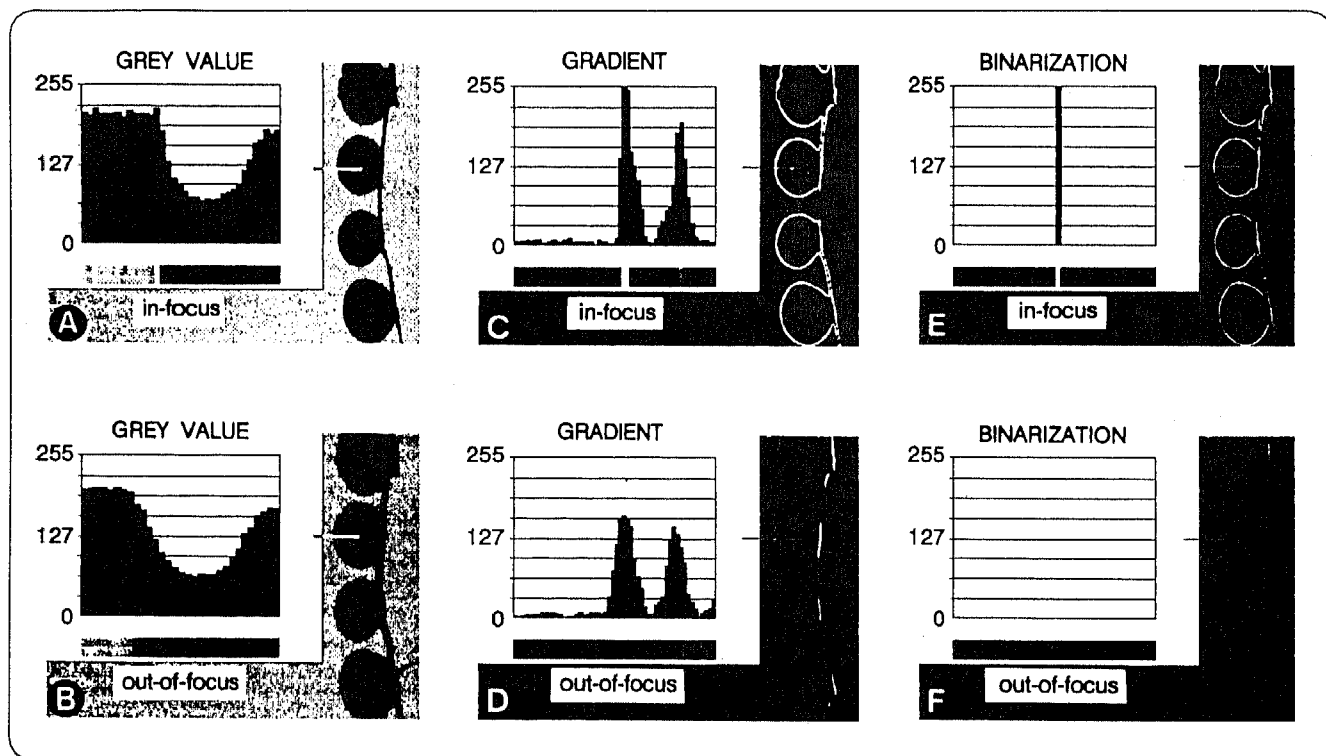 GREY VALUE
255
127
0
in-focus
A
GRADIENT
255
127
0
in-focus
C
BINARIZATION
255
127
0
in-focus
E
GREY VALUE
255
127
0
out-of-focus
B
GRADIENT
255
127
0
out-of-focus
D
BINARIZATION
255
127
0
out-of-focus
F